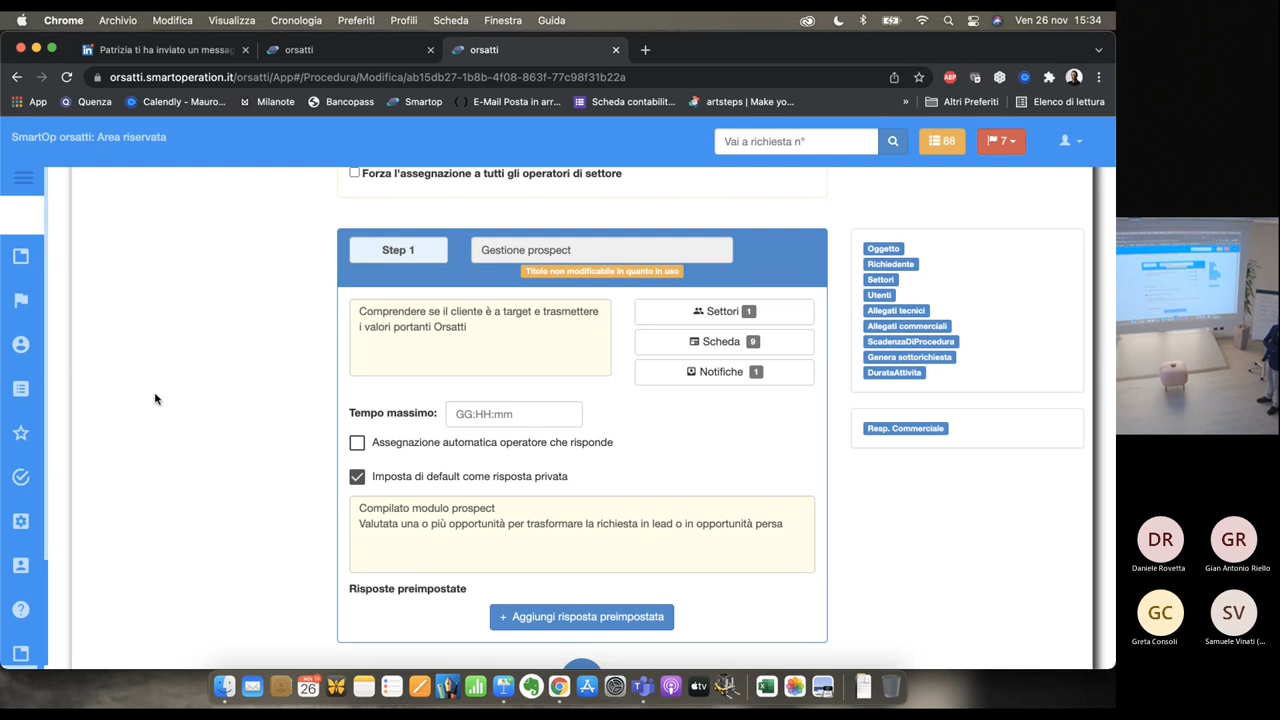 Chrome Archivio Modifica Visualizza Cronologia Preferiti Profili Scheda Finestra Guida Ven 26 nov 15:34
Patrizia ti ha inviato un messag
orsatti
orsatti
orsatti.smartoperation.it/orsatti/App#/Procedura/Modifica/ab15db27-1b8b-4f08-863f-77c98f31b22a
App Quenza Calendly - Mauro... Milanote Bancopass Smartop E-Mail Posta in arr... Scheda contabilit... artsteps | Make yo... » Altri Preferiti Elenco di lettura
SmartOp orsatti: Area riservata
Vai a richiesta n°
88
7
Forza l'assegnazione a tutti gli operatori di settore
Step 1
Gestione prospect
Titolo non modificabile in quanto in uso
Comprendere se il cliente è a target e trasmettere
i valori portanti Orsatti
Settori 1
Scheda 9
Notifiche 1
Tempo massimo: GG:HH:mm
Assegnazione automatica operatore che risponde
Imposta di default come risposta privata
Compilato modulo prospect
Valutata una o più opportunità per trasformare la richiesta in lead o in opportunità persa
Risposte preimpostate
+ Aggiungi risposta preimpostata
Oggetto
Richiedente
Settori
Utenti
Allegati tecnici
Allegati commerciali
ScadenzaDiProcedura
Genera sottorichiesta
DurataAttivita
Resp. Commerciale
DR
Daniele Rovetta
GR
Gian Antonio Riello
GC
Greta Consoli
SV
Samuele Vinati (...
26
tv